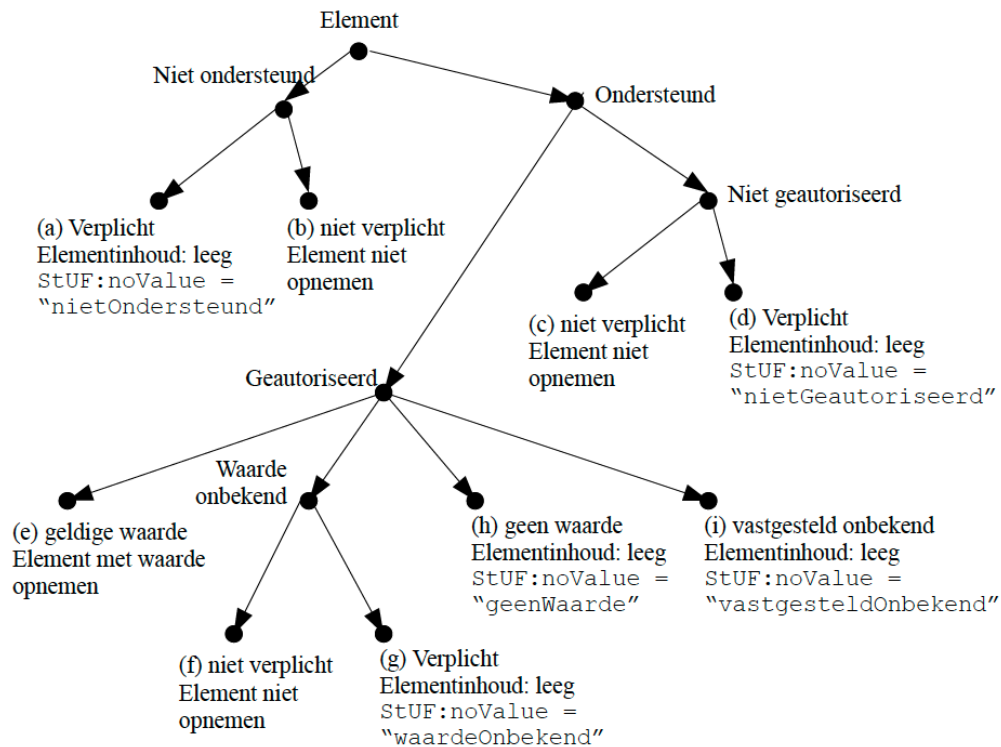 Element
Niet ondersteund
Ondersteund
(a) Verplicht
Elementinhoud: leeg
StUF:noValue =
“nietOndersteund”
(b) niet verplicht
Element niet
opnemen
Niet geautoriseerd
(c) niet verplicht
Element niet
opnemen
(d) Verplicht
Elementinhoud: leeg
StUF:noValue =
“nietGeautoriseerd”
Geautoriseerd
Waarde
onbekend
(e) geldige waarde
Element met waarde
opnemen
(h) geen waarde
Elementinhoud: leeg
StUF:noValue =
“geenWaarde”
(i) vastgesteld onbekend
Elementinhoud: leeg
StUF:noValue =
“vastgesteldOnbekend”
(f) niet verplicht
Element niet
opnemen
(g) Verplicht
Elementinhoud: leeg
StUF:noValue =
“waardeOnbekend”